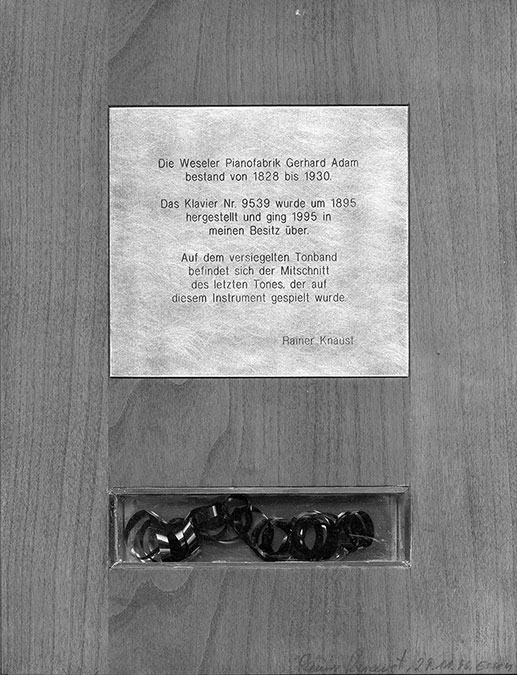 Die Weseler Pianofabrik Gerhard Adam
bestand von 1828 bis 1930.
Das Klavier Nr. 9539 wurde um 1895
hergestellt und ging 1995 in
meinen Besitz über.
Auf dem versiegelten Tonband
befindet sich der Mitschnitt
des letzten Tones, der auf
diesem Instrument gespielt wurde.
Rainer Knaust